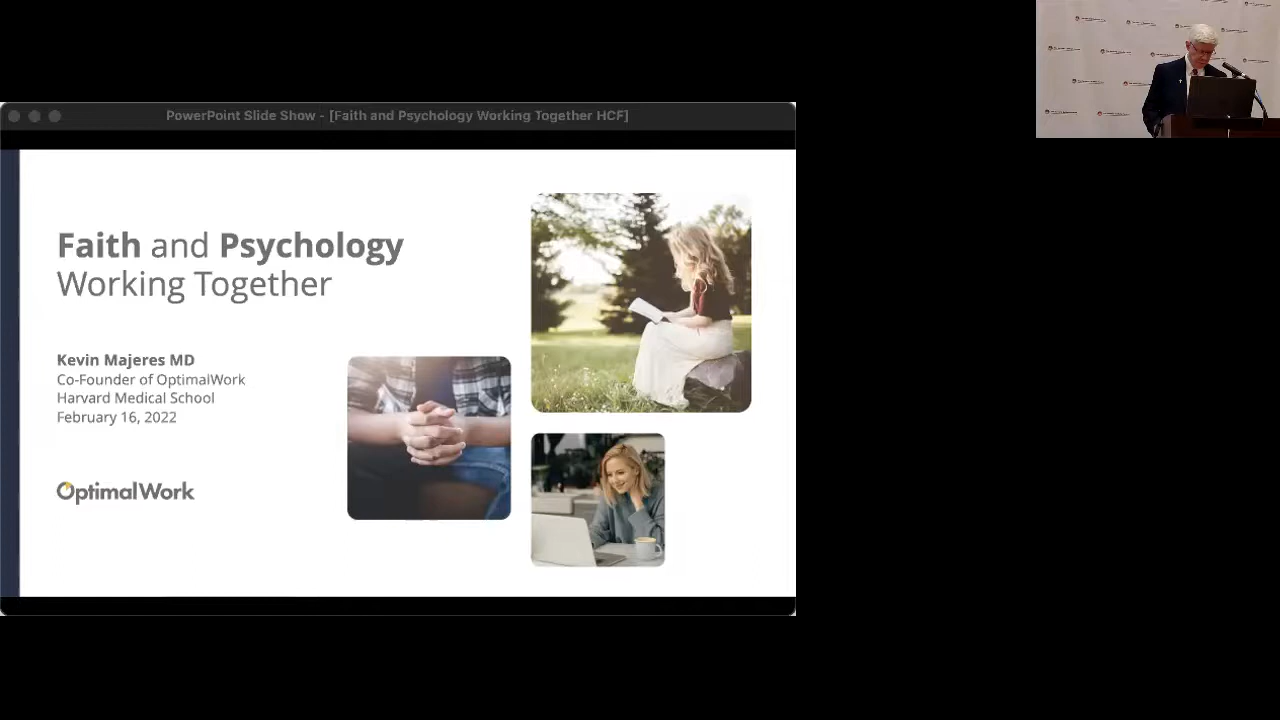 PowerPoint Slide Show - [Faith and Psychology Working Together HCF]
Faith and Psychology
Working Together
Kevin Majeres MD
Co-Founder of OptimalWork
Harvard Medical School
February 16, 2022
OptimalWork